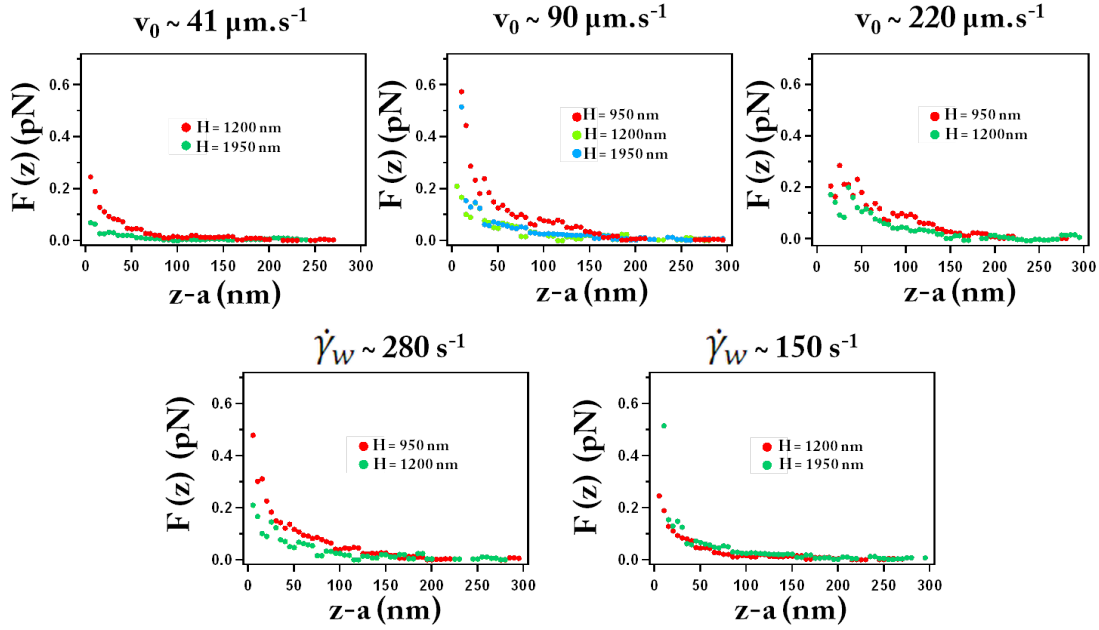 v₀ ~ 41 µm.s⁻¹
F (z) (pN)
0.6
0.4
0.2
0.0
H = 1200 nm
H = 1950 nm
0 50 100 150 200 250 300
z-a (nm)
v₀ ~ 90 µm.s⁻¹
F (z) (pN)
0.6
0.4
0.2
0.0
H = 950 nm
H = 1200nm
H = 1950 nm
0 50 100 150 200 250 300
z-a (nm)
v₀ ~ 220 µm.s⁻¹
F (z) (pN)
0.6
0.4
0.2
0.0
H = 950 nm
H = 1200nm
0 50 100 150 200 250 300
z-a (nm)
γ̇w ~ 280 s⁻¹
F (z) (pN)
0.6
0.4
0.2
0.0
H = 950 nm
H = 1200 nm
0 50 100 150 200 250 300
z-a (nm)
γ̇w ~ 150 s⁻¹
F (z) (pN)
0.6
0.4
0.2
0.0
H = 1200 nm
H = 1950 nm
0 50 100 150 200 250 300
z-a (nm)